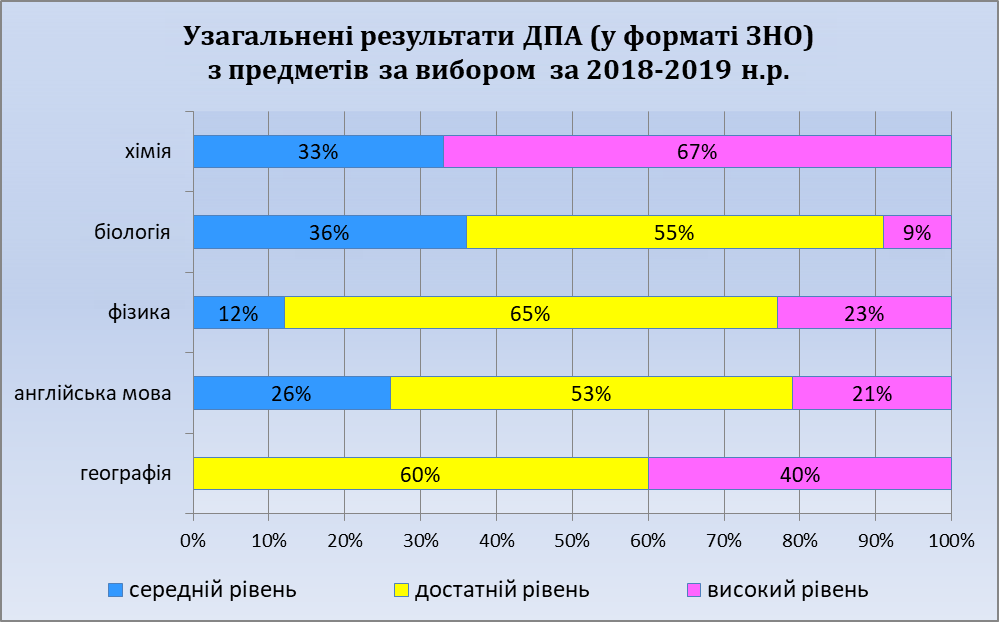 Узагальнені результати ДПА (у форматі ЗНО)
з предметів за вибором за 2018-2019 н.р.
хімія
33%
67%
біологія
36%
55%
9%
фізика
12%
65%
23%
англійська мова
26%
53%
21%
географія
60%
40%
0% 10% 20% 30% 40% 50% 60% 70% 80% 90% 100%
середній рівень достатній рівень високий рівень